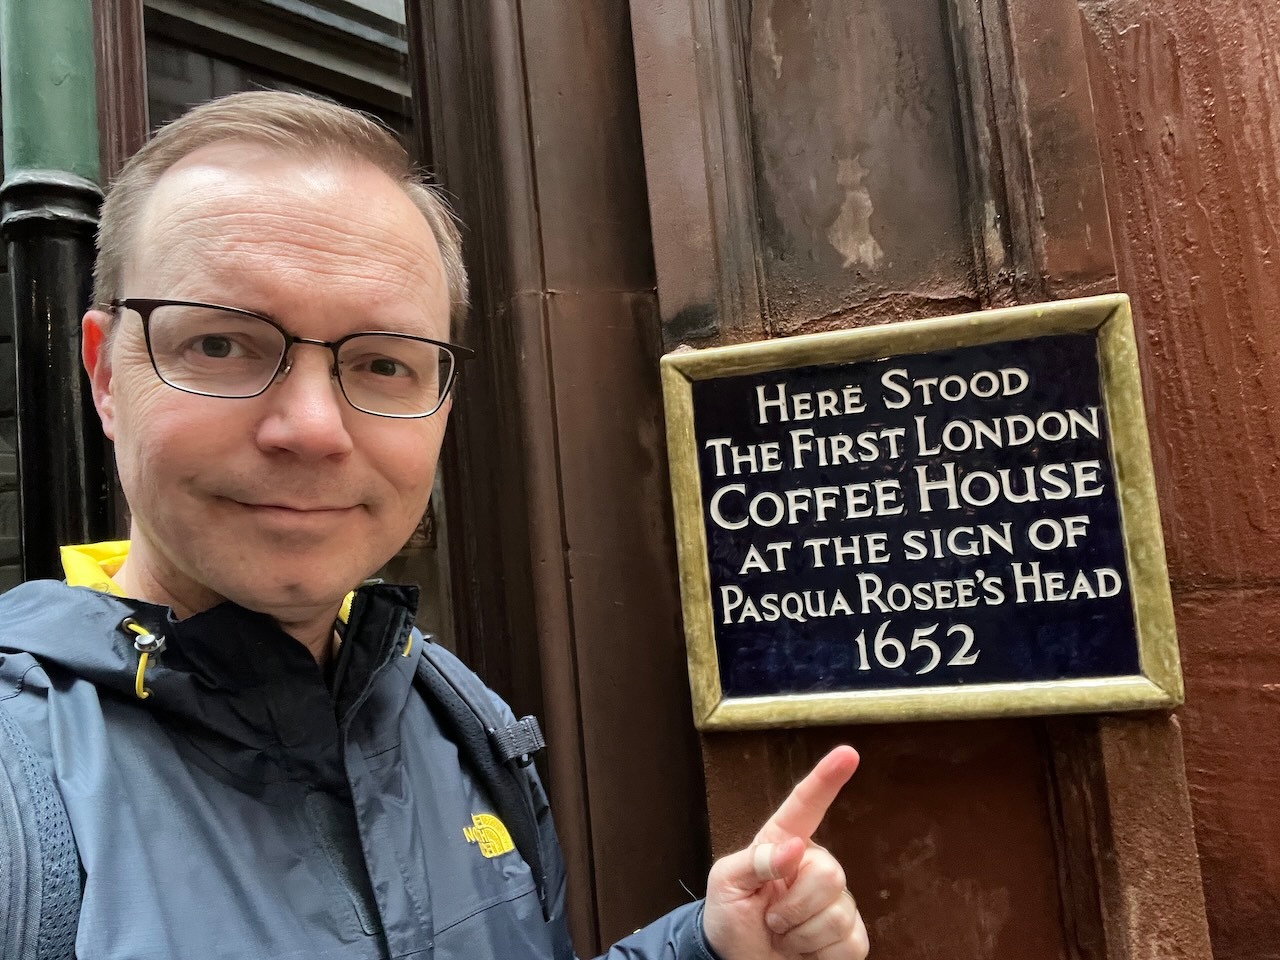 HERE STOOD
THE FIRST LONDON
COFFEE HOUSE
AT THE SIGN OF
PASQUA ROSEE'S HEAD
1652
THE
NORTH
FACE